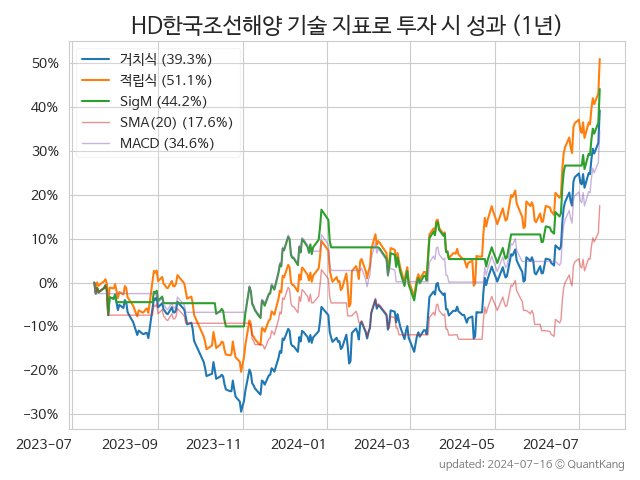 HD한국조선해양 기술 지표로 투자 시 성과 (1년)
거치식 (39.3%)
적립식 (51.1%)
SigM (44.2%)
SMA(20) (17.6%)
MACD (34.6%)
50%
40%
30%
20%
10%
0%
−10%
−20%
−30%
2023-07 2023-09 2023-11 2024-01 2024-03 2024-05 2024-07
updated: 2024-07-16 © QuantKang